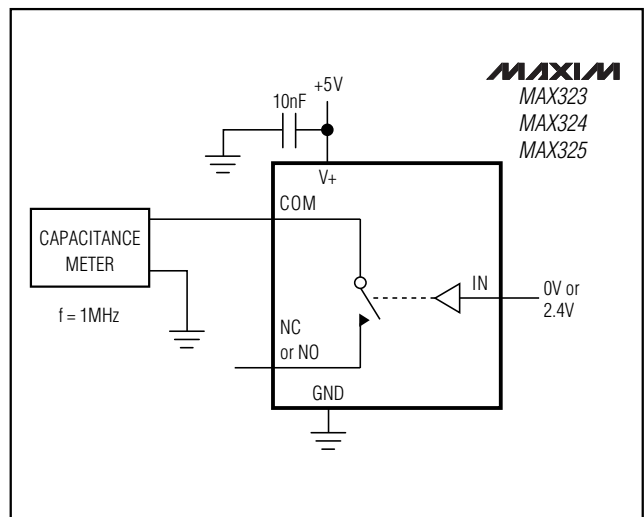 MAXIM
MAX323
MAX324
MAX325
+5V
10nF
V+
COM
CAPACITANCE
METER
f = 1MHz
IN
0V or
2.4V
NC
or NO
GND